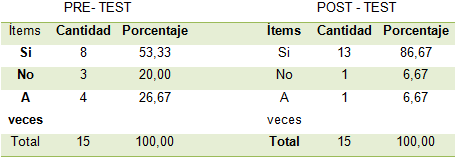 PRE- TEST POST - TEST
Ítems Cantidad Porcentaje Ítems Cantidad Porcentaje
Si 8 53,33 Si 13 86,67
No 3 20,00 No 1 6,67
A 4 26,67 A 1 6,67
veces veces
Total 15 100,00 Total 15 100,00